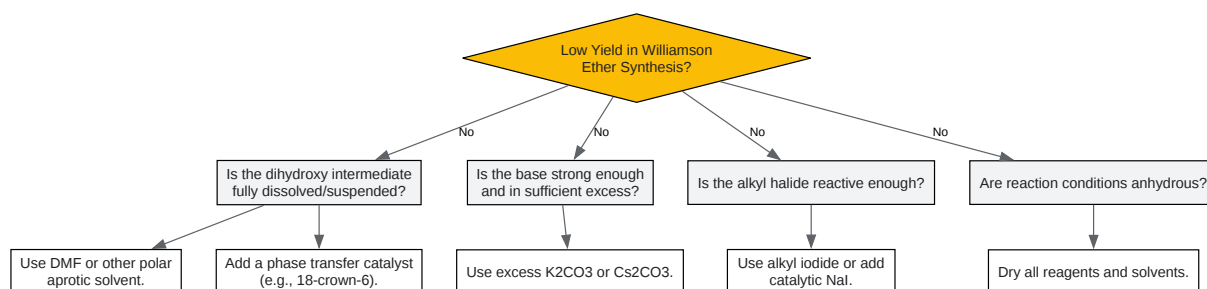 Low Yield in Williamson
Ether Synthesis?
No
No
No
No
Is the dihydroxy intermediate
fully dissolved/suspended?
Is the base strong enough
and in sufficient excess?
Is the alkyl halide reactive enough?
Are reaction conditions anhydrous?
Use DMF or other polar
aprotic solvent.
Add a phase transfer catalyst
(e.g., 18-crown-6).
Use excess K2CO3 or Cs2CO3.
Use alkyl iodide or add
catalytic NaI.
Dry all reagents and solvents.